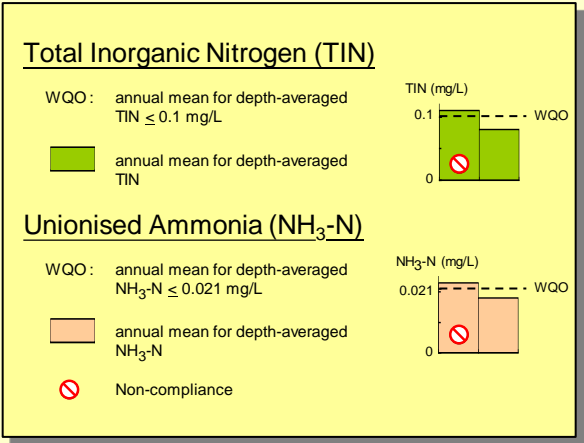 Total Inorganic Nitrogen (TIN)
WQO : annual mean for depth-averaged
TIN ≤ 0.1 mg/L
annual mean for depth-averaged
TIN
TIN (mg/L)
0.1
WQO
0
Unionised Ammonia (NH3-N)
WQO : annual mean for depth-averaged
NH3-N ≤ 0.021 mg/L
annual mean for depth-averaged
NH3-N
Non-compliance
NH3-N (mg/L)
0.021
WQO
0